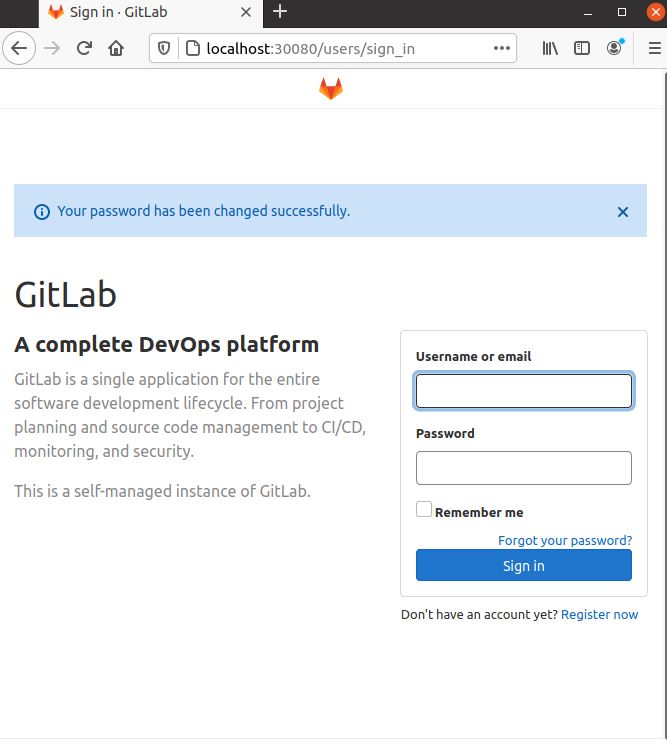 Sign in · GitLab
localhost:30080/users/sign_in
Your password has been changed successfully.
GitLab
A complete DevOps platform
GitLab is a single application for the entire
software development lifecycle. From project
planning and source code management to CI/CD,
monitoring, and security.
This is a self-managed instance of GitLab.
Username or email
Password
Remember me
Forgot your password?
Sign in
Don't have an account yet? Register now